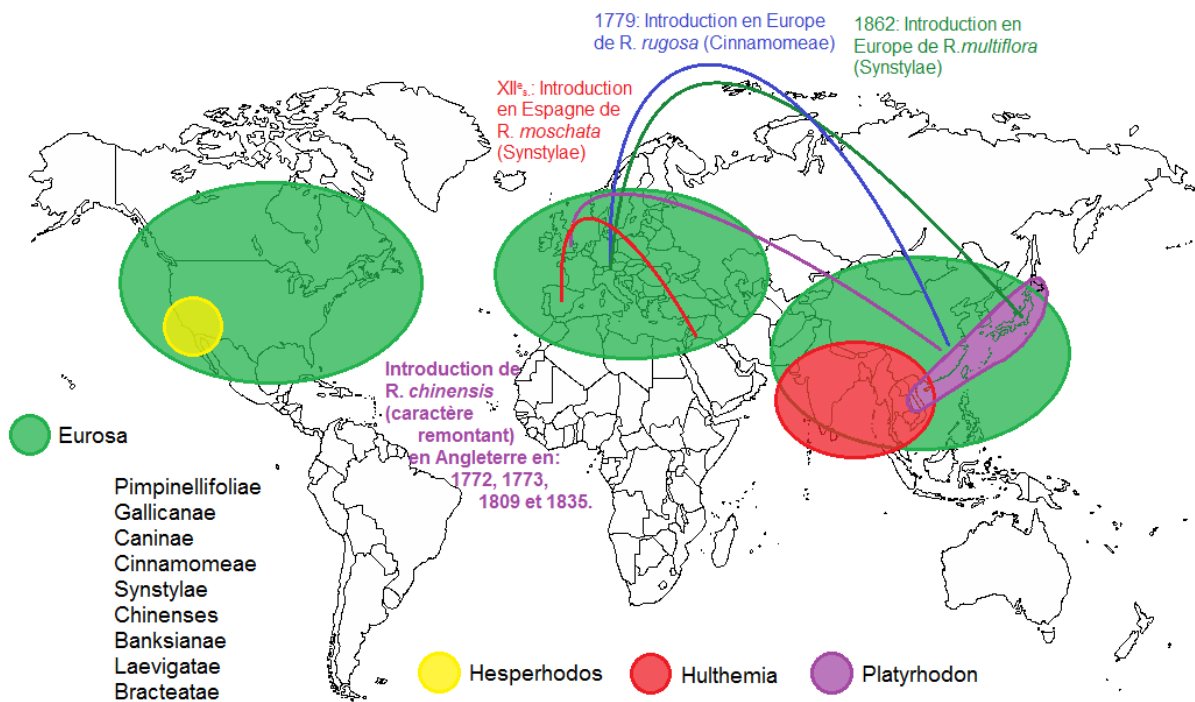 1779: Introduction en Europe
de R. rugosa (Cinnamomeae)
1862: Introduction en
Europe de R.multiflora
(Synstylae)
XIIᵉs.: Introduction
en Espagne de
R. moschata
(Synstylae)
Introduction de
R. chinensis
(caractère
remontant)
en Angleterre en:
1772, 1773,
1809 et 1835.
Eurosa
Pimpinellifoliae
Gallicanae
Caninae
Cinnamomeae
Synstylae
Chinenses
Banksianae
Laevigatae
Bracteatae
Hesperhodos
Hulthemia
Platyrhodon